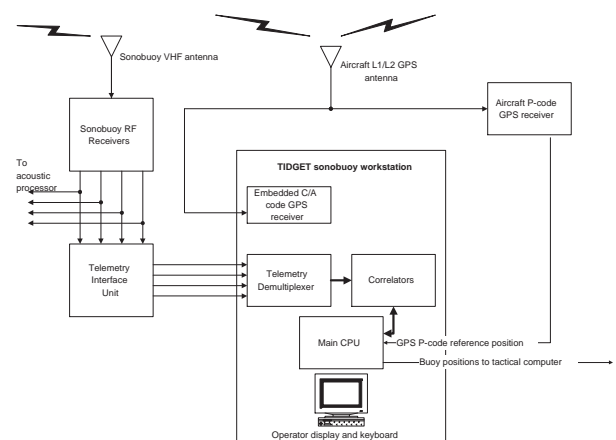 Sonobuoy VHF antenna
Aircraft L1/L2 GPS
antenna
Aircraft P-code
GPS receiver
Sonobuoy RF
Receivers
To
acoustic
processor
TIDGET sonobuoy workstation
Embedded C/A
code GPS
receiver
Telemetry
Interface
Unit
Telemetry
Demultiplexer
Correlators
Main CPU
GPS P-code reference position
Buoy positions to tactical computer
Operator display and keyboard